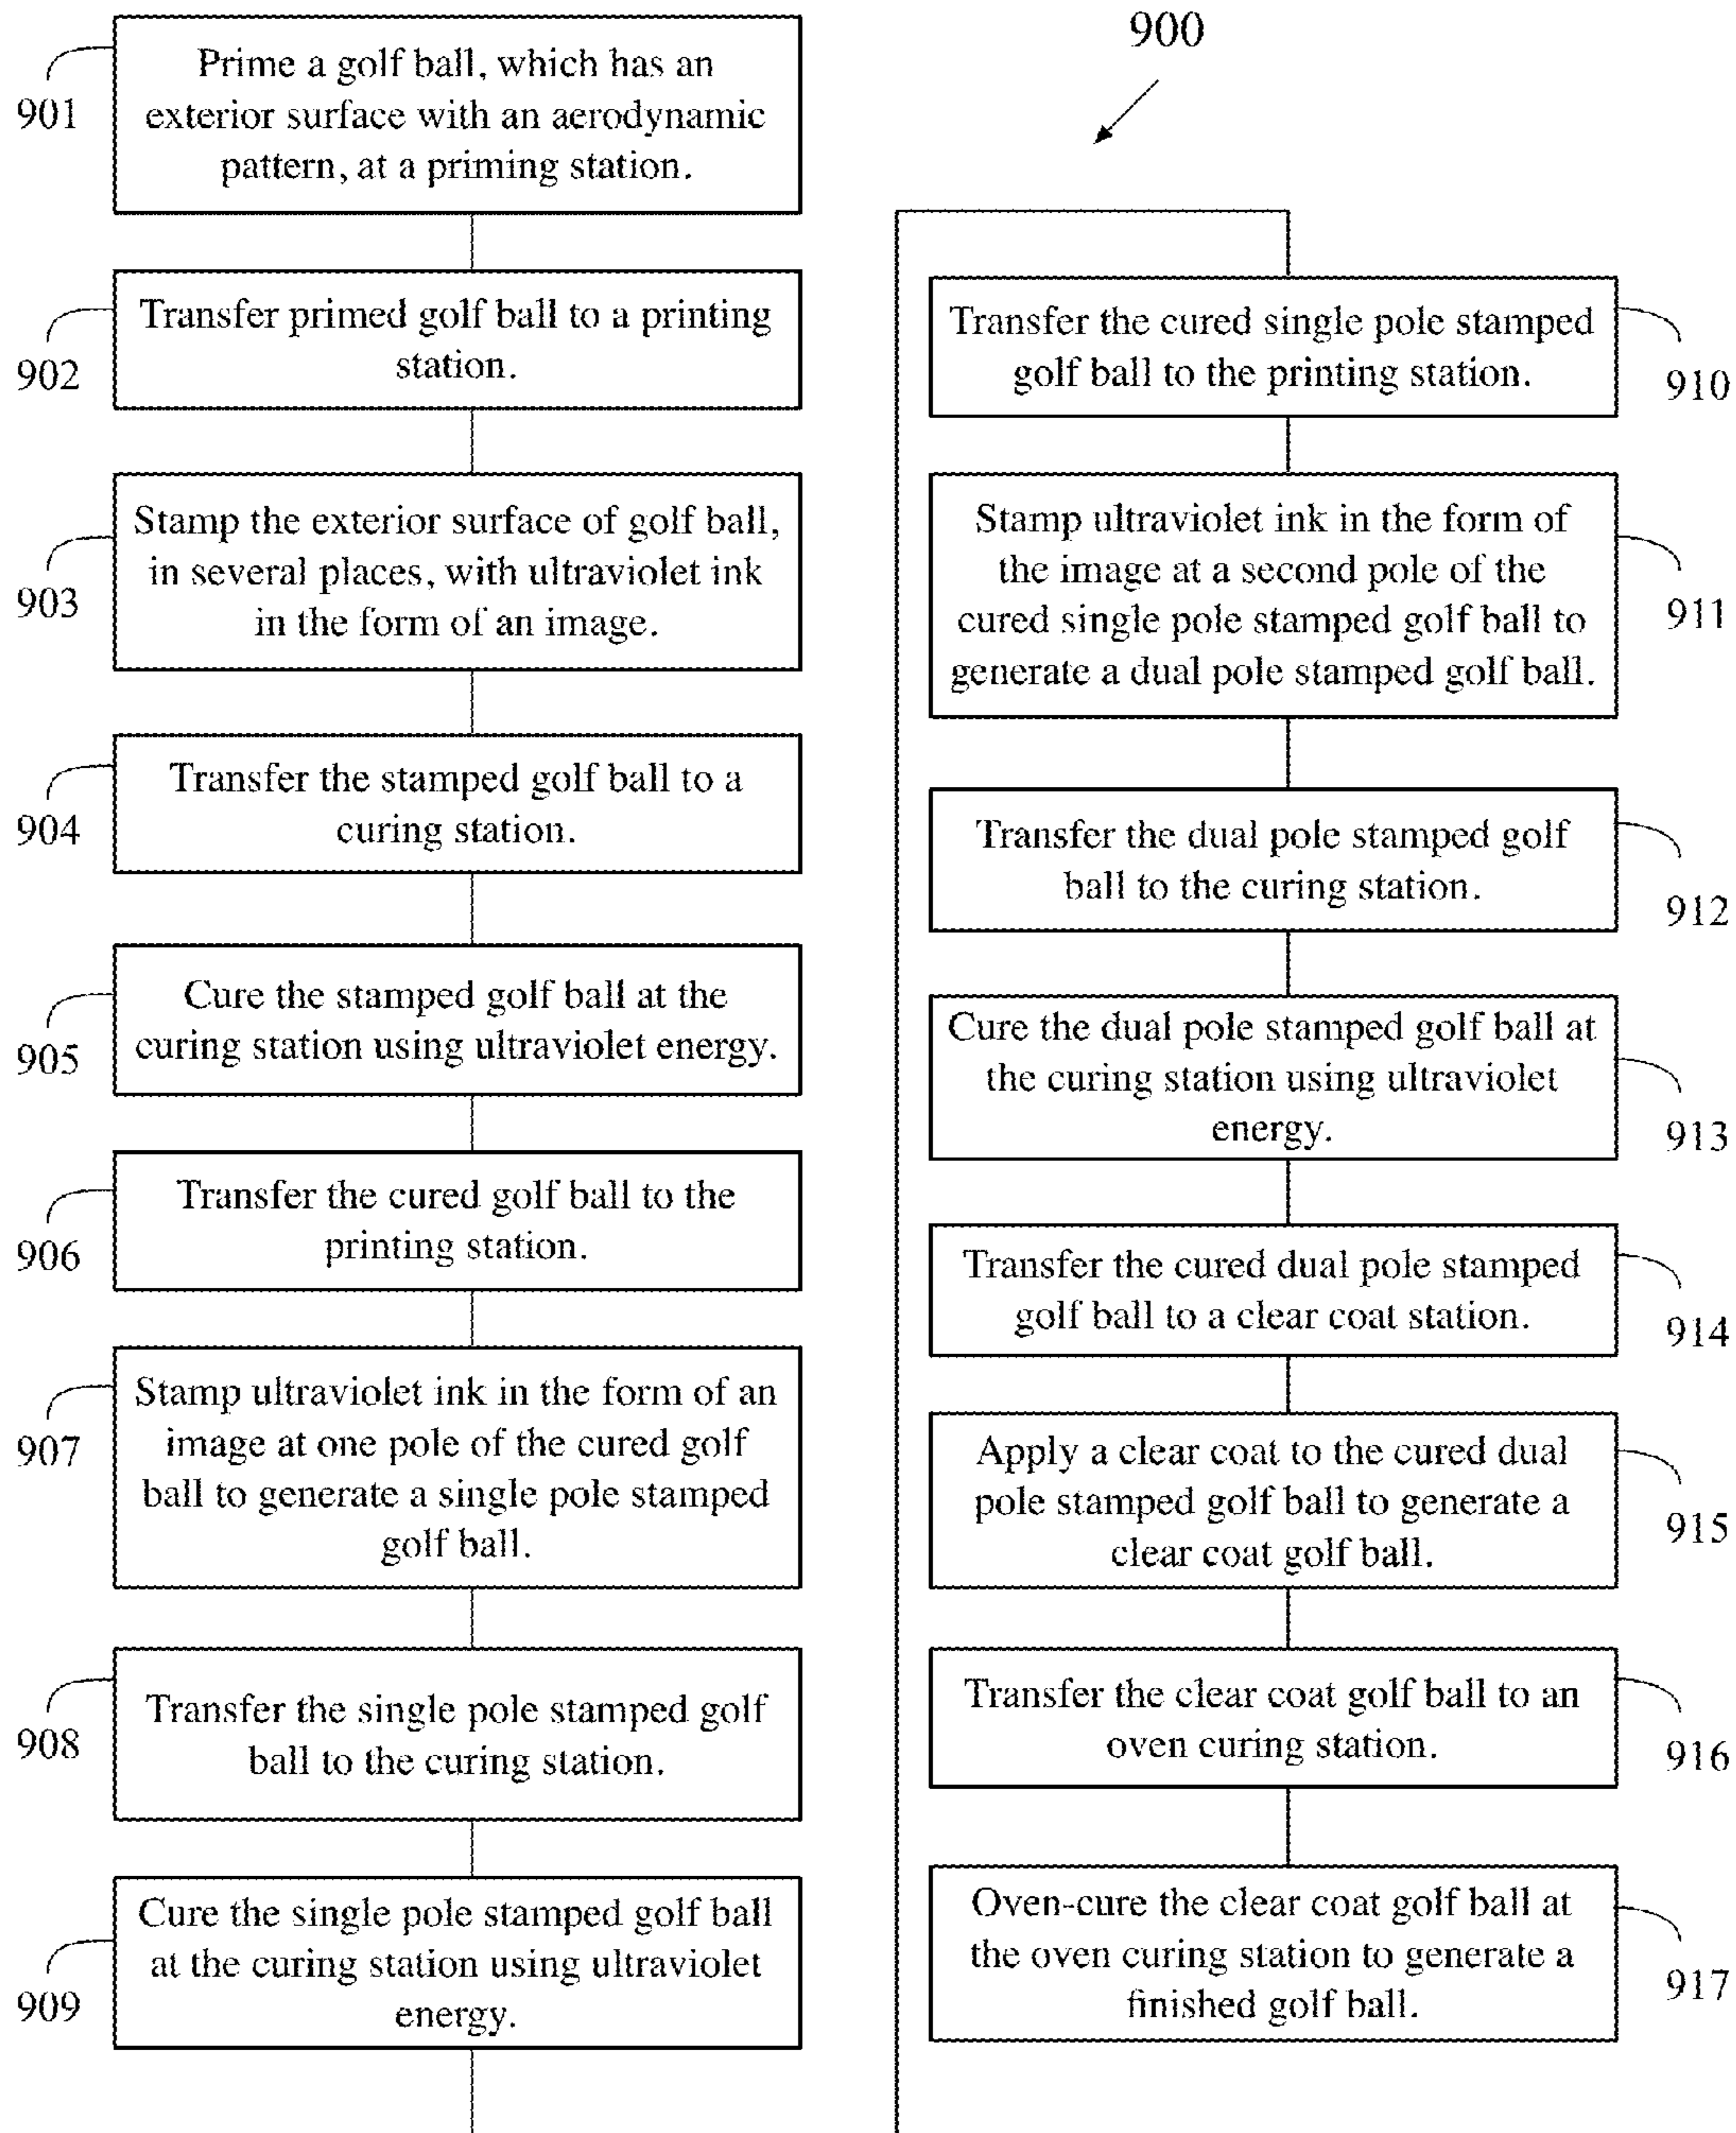 900
901
Prime a golf ball, which has an
exterior surface with an aerodynamic
pattern, at a priming station.
902
Transfer primed golf ball to a printing
station.
903
Stamp the exterior surface of golf ball,
in several places, with ultraviolet ink
in the form of an image.
904
Transfer the stamped golf ball to a
curing station.
905
Cure the stamped golf ball at the
curing station using ultraviolet energy.
906
Transfer the cured golf ball to the
printing station.
907
Stamp ultraviolet ink in the form of an
image at one pole of the cured golf
ball to generate a single pole stamped
golf ball.
908
Transfer the single pole stamped golf
ball to the curing station.
909
Cure the single pole stamped golf ball
at the curing station using ultraviolet
energy.
Transfer the cured single pole stamped
golf ball to the printing station.
910
Stamp ultraviolet ink in the form of
the image at a second pole of the
cured single pole stamped golf ball to
generate a dual pole stamped golf ball.
911
Transfer the dual pole stamped golf
ball to the curing station.
912
Cure the dual pole stamped golf ball at
the curing station using ultraviolet
energy.
913
Transfer the cured dual pole stamped
golf ball to a clear coat station.
914
Apply a clear coat to the cured dual
pole stamped golf ball to generate a
clear coat golf ball.
915
Transfer the clear coat golf ball to an
oven curing station.
916
Oven-cure the clear coat golf ball at
the oven curing station to generate a
finished golf ball.
917